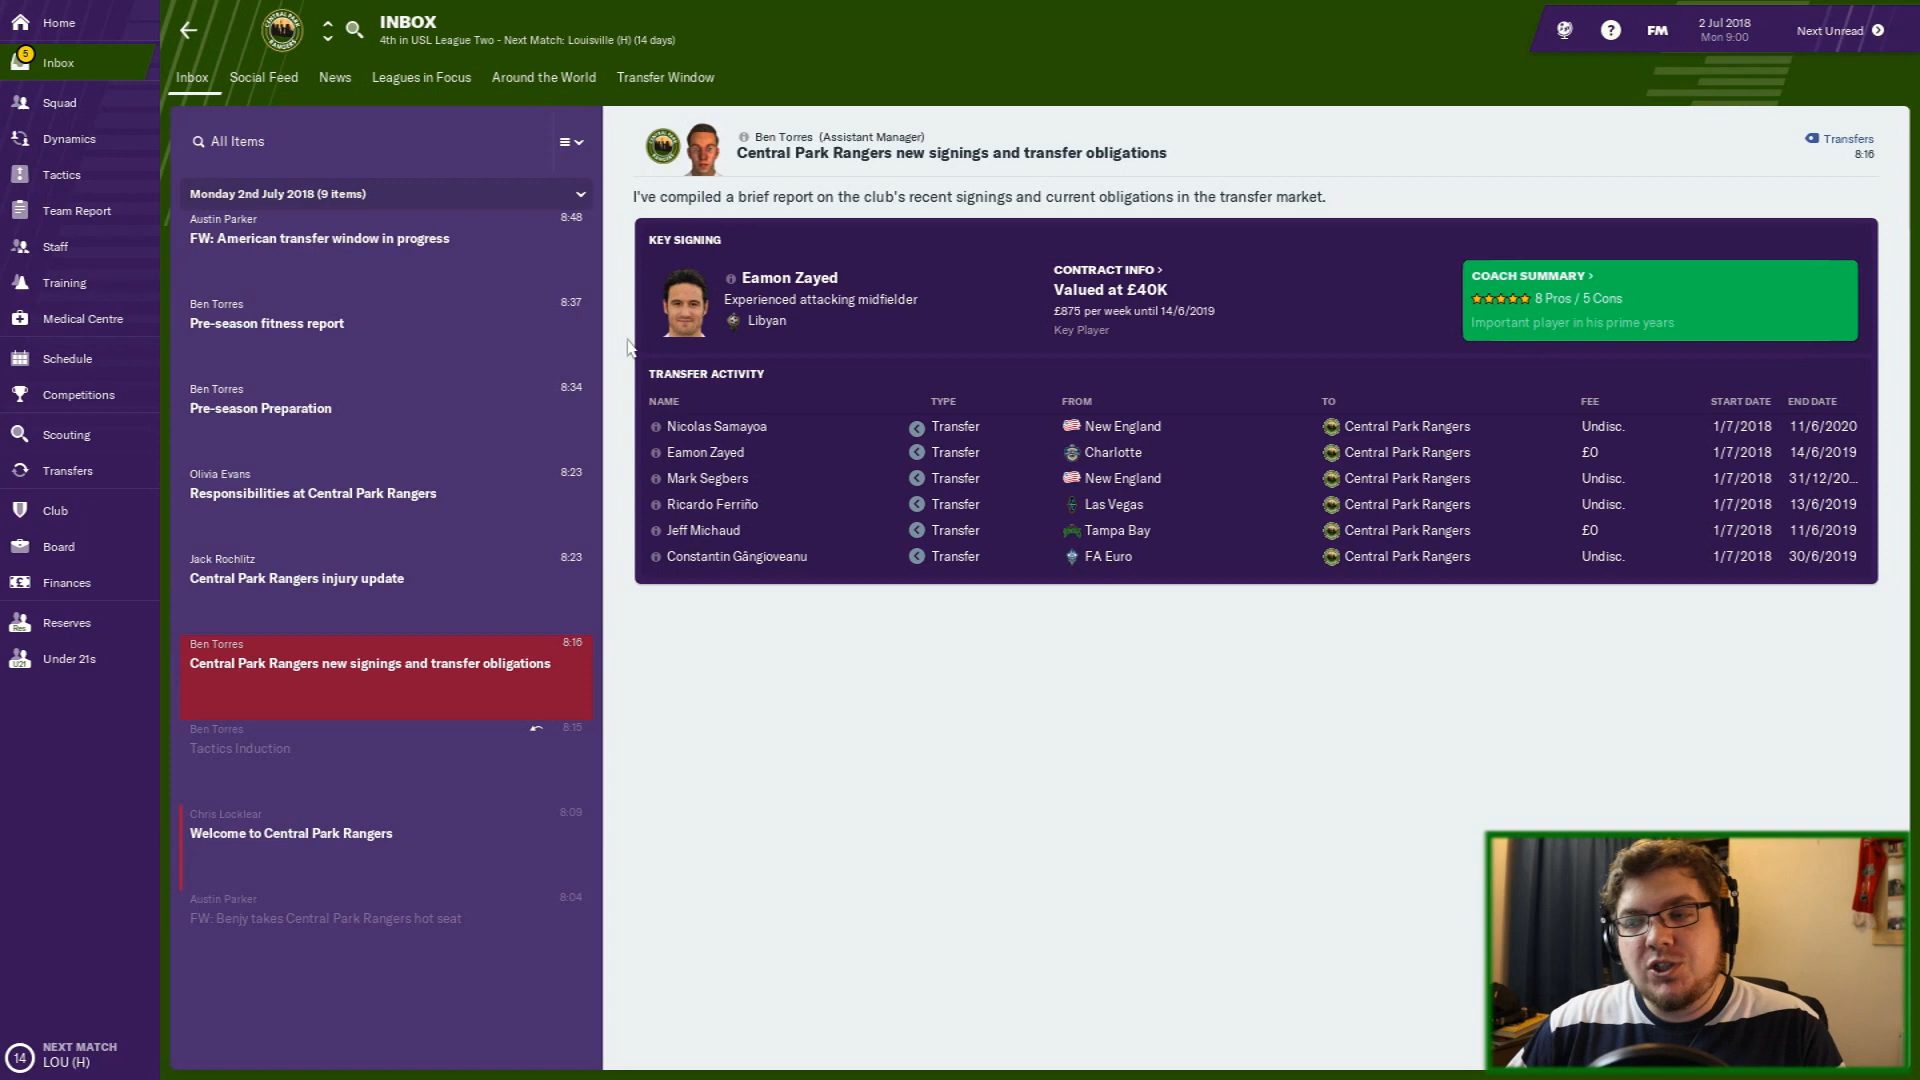 Home
5
Inbox
Squad
Dynamics
Tactics
Team Report
Staff
Training
Medical Centre
Schedule
Competitions
Scouting
Transfers
Club
Board
Finances
Res
Reserves
U21
Under 21s
14
NEXT MATCH
LOU (H)
CENTRAL PARK
RANGERS
INBOX
4th in USL League Two - Next Match: Louisville (H) (14 days)
?
FM
2 Jul 2018
Mon 9:00
Next Unread
Inbox Social Feed News Leagues in Focus Around the World Transfer Window
All Items
Monday 2nd July 2018 (9 items)
Austin Parker 8:48
FW: American transfer window in progress
Ben Torres 8:37
Pre-season fitness report
Ben Torres 8:34
Pre-season Preparation
Olivia Evans 8:23
Responsibilities at Central Park Rangers
Jack Rochlitz 8:23
Central Park Rangers injury update
Ben Torres 8:16
Central Park Rangers new signings and transfer obligations
Ben Torres 8:15
Tactics Induction
Chris Locklear 8:09
Welcome to Central Park Rangers
Austin Parker 8:04
FW: Benjy takes Central Park Rangers hot seat
Ben Torres (Assistant Manager)
Central Park Rangers new signings and transfer obligations
Transfers
8:16
I've compiled a brief report on the club's recent signings and current obligations in the transfer market.
KEY SIGNING
Eamon Zayed
Experienced attacking midfielder
Libyan
CONTRACT INFO >
Valued at £40K
£875 per week until 14/6/2019
Key Player
COACH SUMMARY >
8 Pros / 5 Cons
Important player in his prime years
TRANSFER ACTIVITY
NAME TYPE FROM TO FEE START DATE END DATE
Nicolas Samayoa Transfer New England Central Park Rangers Undisc. 1/7/2018 11/6/2020
Eamon Zayed Transfer Charlotte Central Park Rangers £0 1/7/2018 14/6/2019
Mark Segbers Transfer New England Central Park Rangers Undisc. 1/7/2018 31/12/20...
Ricardo Ferriño Transfer Las Vegas Central Park Rangers Undisc. 1/7/2018 13/6/2019
Jeff Michaud Transfer Tampa Bay Central Park Rangers £0 1/7/2018 11/6/2019
Constantin Gângioveanu Transfer FA Euro Central Park Rangers Undisc. 1/7/2018 30/6/2019